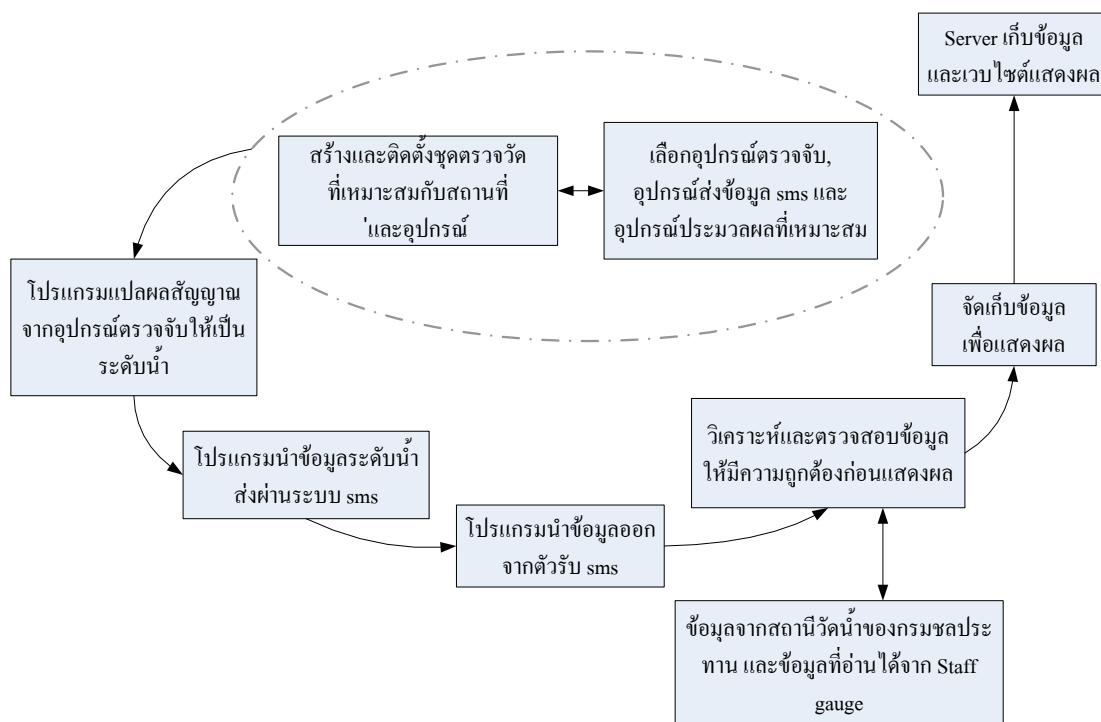 Server เก็บข้อมูล
และเวบไซต์แสดงผล
สร้างและติดตั้งชุดตรวจวัด
ที่เหมาะสมกับสถานที่
่และอุปกรณ์
เลือกอุปกรณ์ตรวจจับ,
อุปกรณ์ส่งข้อมูล sms และ
อุปกรณ์ประมวลผลที่เหมาะสม
โปรแกรมแปลผลสัญญาณ
จากอุปกรณ์ตรวจจับให้เป็น
ระดับน้ำ
จัดเก็บข้อมูล
เพื่อแสดงผล
โปรแกรมนำข้อมูลระดับน้ำ
ส่งผ่านระบบ sms
วิเคราะห์และตรวจสอบข้อมูล
ให้มีความถูกต้องก่อนแสดงผล
โปรแกรมนำข้อมูลออก
จากตัวรับ sms
ข้อมุลจากสถานีวัดน้ำของกรมชลประ
ทาน และข้อมูลที่อ่านได้จาก Staff
gauge